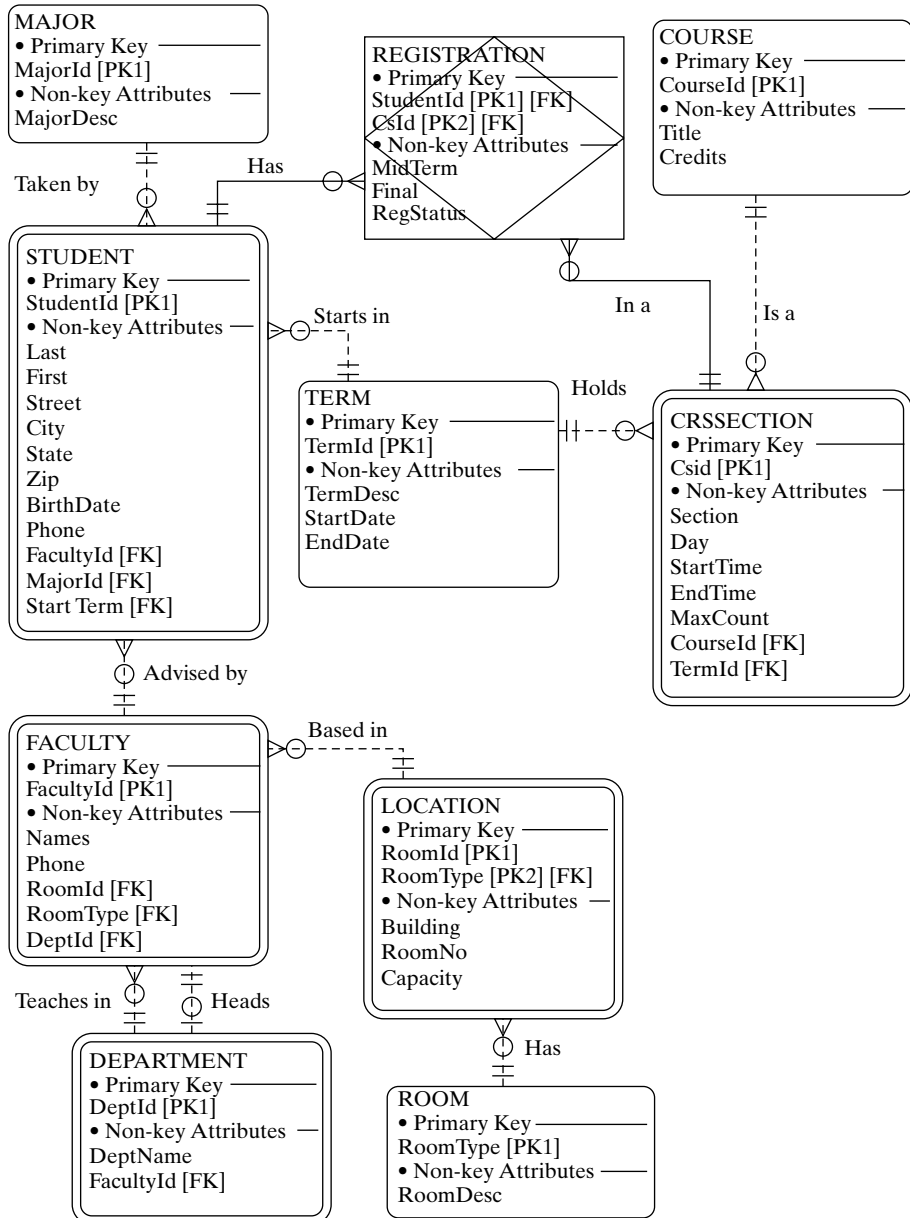 MAJOR
• Primary Key
MajorId [PK1]
• Non-key Attributes
MajorDesc
REGISTRATION
• Primary Key
StudentId [PK1] [FK]
CsId [PK2] [FK]
• Non-key Attributes
MidTerm
Final
RegStatus
COURSE
• Primary Key
CourseId [PK1]
• Non-key Attributes
Title
Credits
Taken by
Has
STUDENT
• Primary Key
StudentId [PK1]
• Non-key Attributes
Last
First
Street
City
State
Zip
BirthDate
Phone
FacultyId [FK]
MajorId [FK]
Start Term [FK]
Starts in
In a
Is a
TERM
• Primary Key
TermId [PK1]
• Non-key Attributes
TermDesc
StartDate
EndDate
Holds
CRSSECTION
• Primary Key
Csid [PK1]
• Non-key Attributes
Section
Day
StartTime
EndTime
MaxCount
CourseId [FK]
TermId [FK]
Advised by
FACULTY
• Primary Key
FacultyId [PK1]
• Non-key Attributes
Names
Phone
RoomId [FK]
RoomType [FK]
DeptId [FK]
Based in
LOCATION
• Primary Key
RoomId [PK1]
RoomType [PK2] [FK]
• Non-key Attributes
Building
RoomNo
Capacity
Teaches in
Heads
DEPARTMENT
• Primary Key
DeptId [PK1]
• Non-key Attributes
DeptName
FacultyId [FK]
Has
ROOM
• Primary Key
RoomType [PK1]
• Non-key Attributes
RoomDesc